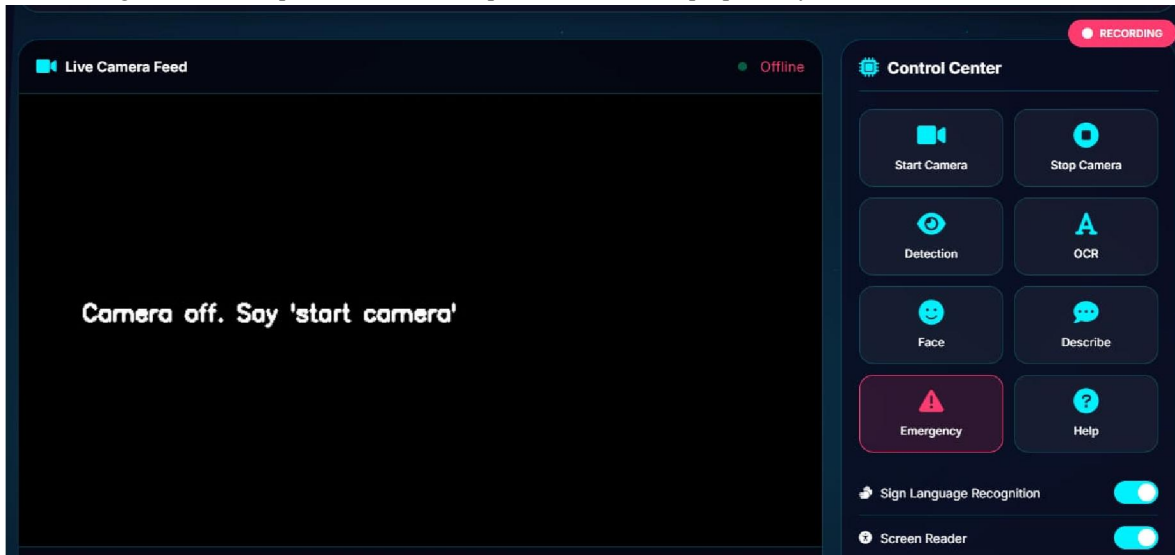 RECORDING
Live Camera Feed
Offline
Camera off. Say 'start camera'
Control Center
Start Camera
Stop Camera
Detection
A
OCR
Face
Describe
Emergency
?
Help
Sign Language Recognition
Screen Reader